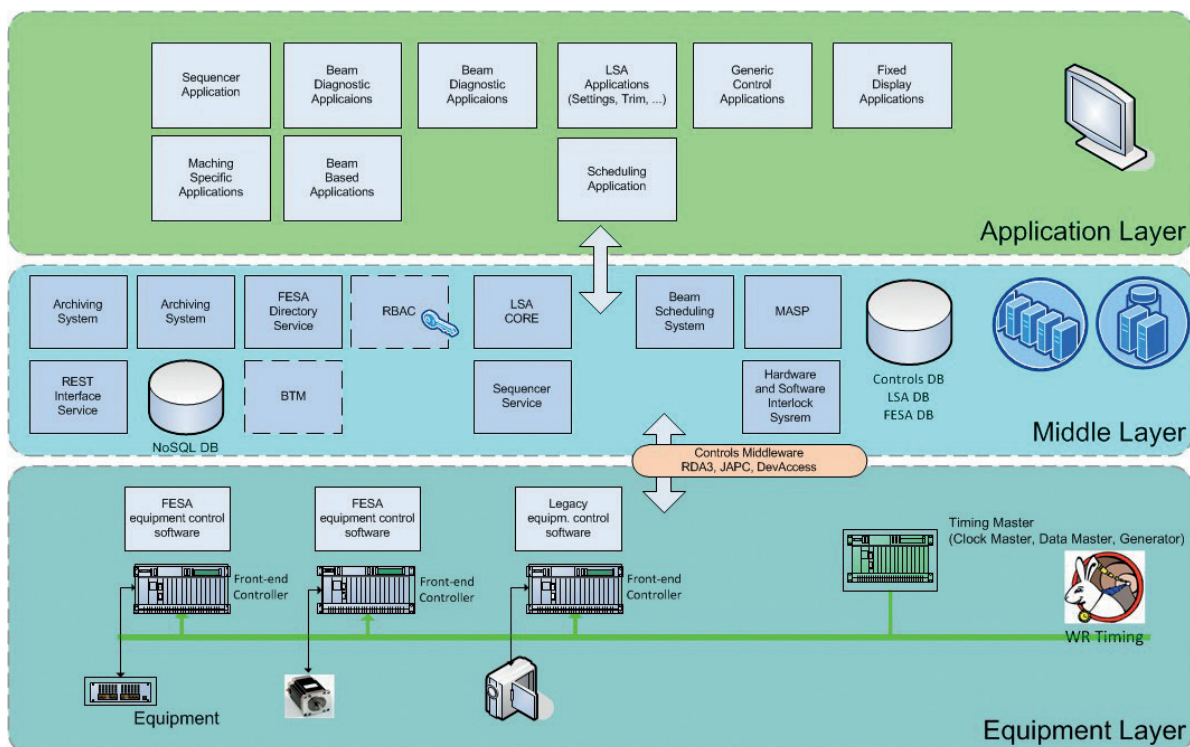 Sequencer
Application
Beam
Diagnostic
Applicaions
Beam
Diagnostic
Applicaions
LSA
Applications
(Settings, Trim, ...)
Generic
Control
Applications
Fixed
Display
Applications
Maching
Specific
Applications
Beam
Based
Applications
Scheduling
Application
Application Layer
Archiving
System
Archiving
System
FESA
Directory
Service
RBAC
LSA
CORE
Beam
Scheduling
System
MASP
REST
Interface
Service
NoSQL DB
BTM
Sequencer
Service
Hardware
and Software
Interlock
Sysrem
Controls DB
LSA DB
FESA DB
Middle Layer
Controls Middleware
RDA3, JAPC, DevAccess
FESA
equipment control
software
FESA
equipment control
software
Legacy
equipm. control
software
Front-end
Controller
Front-end
Controller
Front-end
Controller
Timing Master
(Clock Master, Data Master, Generator)
WR Timing
Equipment
Equipment Layer